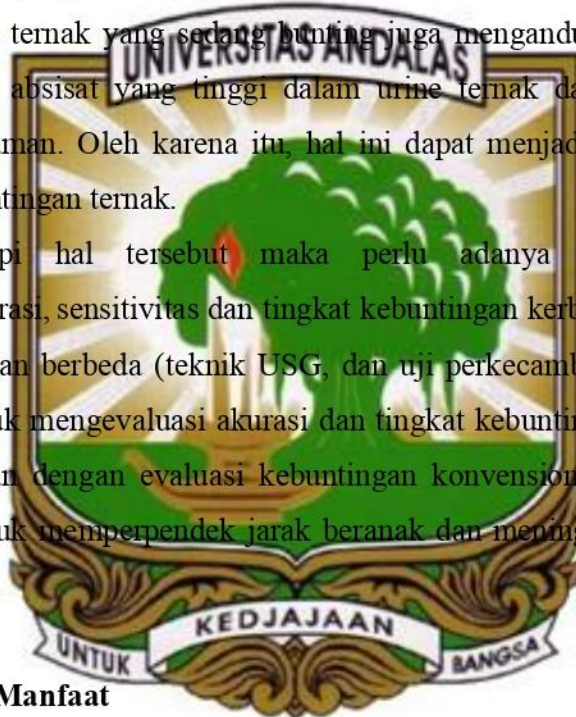 ternak yang sedang bunting juga mengandu
UNIVERSITAS ANDALAS
absisat yang tinggi dalam urine ternak da
man. Oleh karena itu, hal ini dapat menjad
tingan ternak.
pi hal tersebut maka perlu adanya
rasi, sensitivitas dan tingkat kebuntingan kerb
an berbeda (teknik USG, dan uji perkecamb
uk mengevaluasi akurasi dan tingkat kebuntin
n dengan evaluasi kebuntingan konvension
uk memperpendek jarak beranak dan mening
UNTUK KEDJAJAAN BANGSA
Manfaat